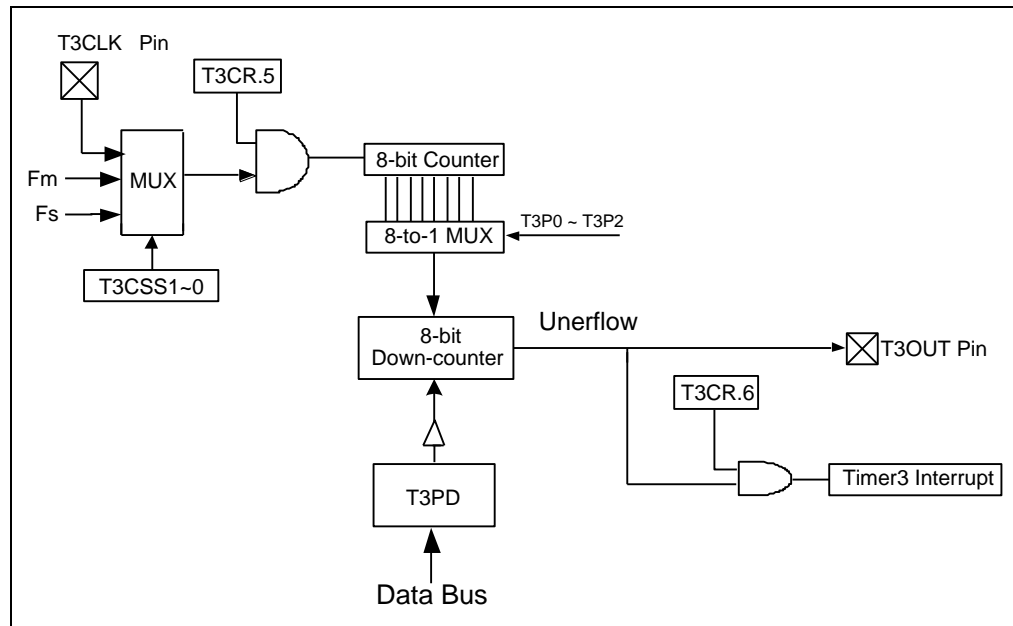 T3CLK Pin
T3CR.5
8-bit Counter
MUX
Fm
Fs
8-to-1 MUX
T3P0 ~ T3P2
T3CSS1~0
8-bit
Down-counter
Unerflow
T3OUT Pin
T3CR.6
T3PD
Timer3 Interrupt
Data Bus